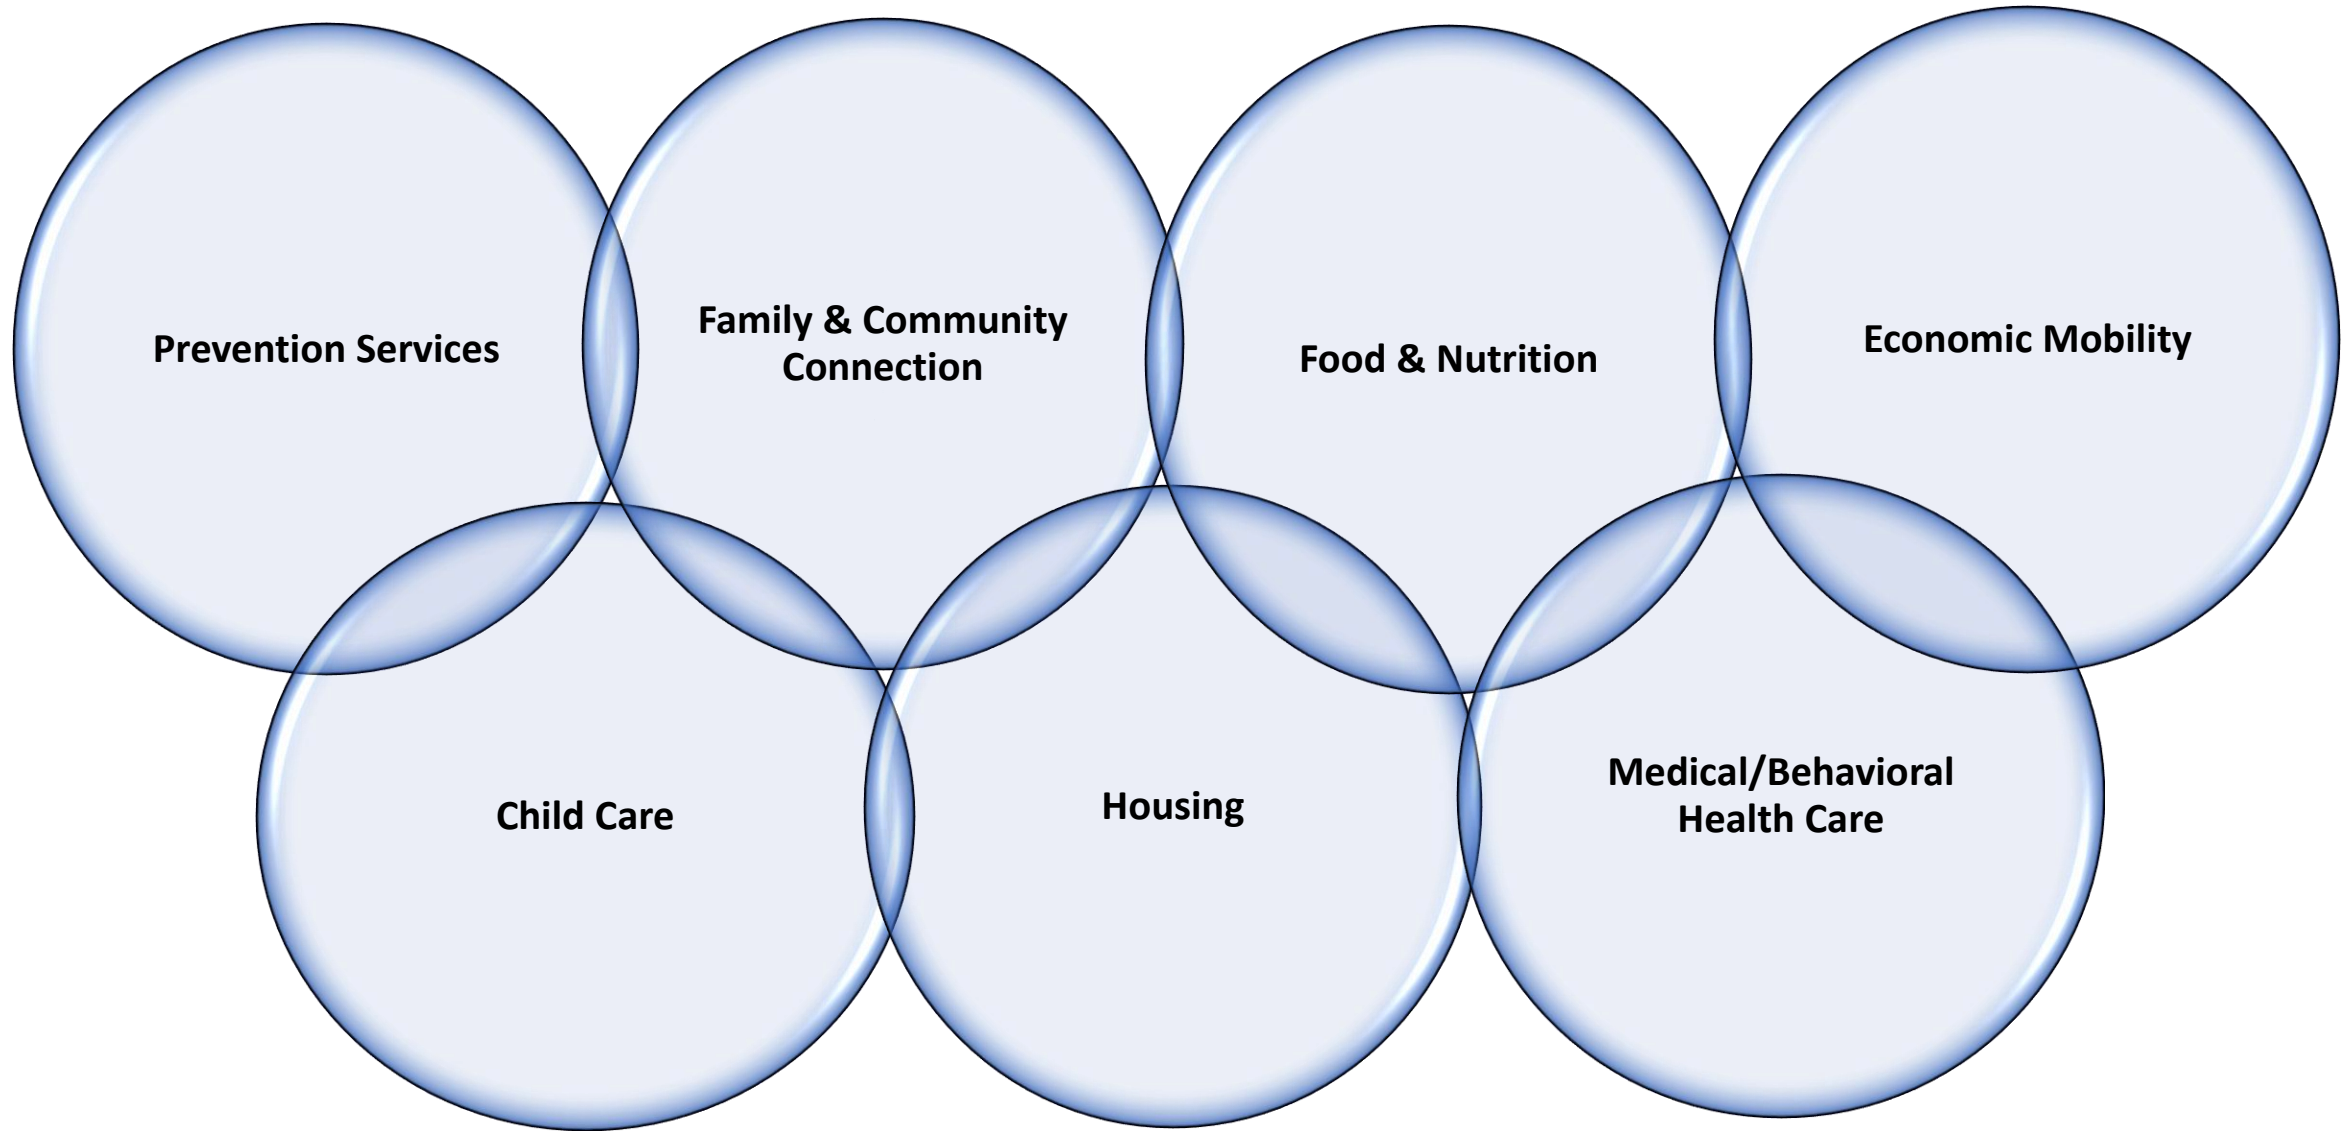 Prevention Services
Family & Community
Connection
Food & Nutrition
Economic Mobility
Child Care
Housing
Medical/Behavioral
Health Care